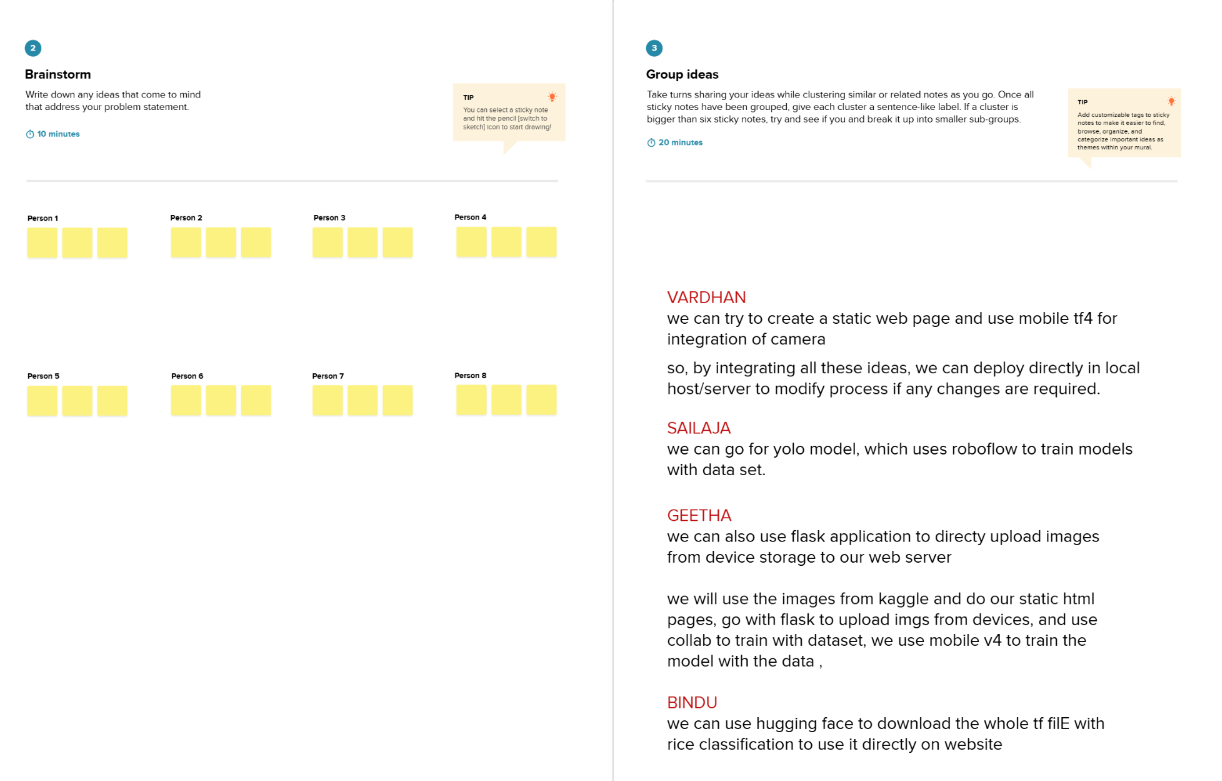 2
Brainstorm
Write down any ideas that come to mind
that address your problem statement.
10 minutes
TIP
You can select a sticky note
and hit the pencil [switch to
sketch] icon to start drawing!
Person 1
Person 2
Person 3
Person 4
Person 5
Person 6
Person 7
Person 8
3
Group ideas
Take turns sharing your ideas while clustering similar or related notes as you go. Once all
sticky notes have been grouped, give each cluster a sentence-like label. If a cluster is
bigger than six sticky notes, try and see if you and break it up into smaller sub-groups.
20 minutes
TIP
Add customizable tags to sticky
notes to make it easier to find,
browse, organize, and
categorize important ideas as
themes within your mural.
VARDHAN
we can try to create a static web page and use mobile tf4 for
integration of camera
so, by integrating all these ideas, we can deploy directly in local
host/server to modify process if any changes are required.
SAILAJA
we can go for yolo model, which uses roboflow to train models
with data set.
GEETHA
we can also use flask application to directy upload images
from device storage to our web server
we will use the images from kaggle and do our static html
pages, go with flask to upload imgs from devices, and use
collab to train with dataset, we use mobile v4 to train the
model with the data ,
BINDU
we can use hugging face to download the whole tf filE with
rice classification to use it directly on website